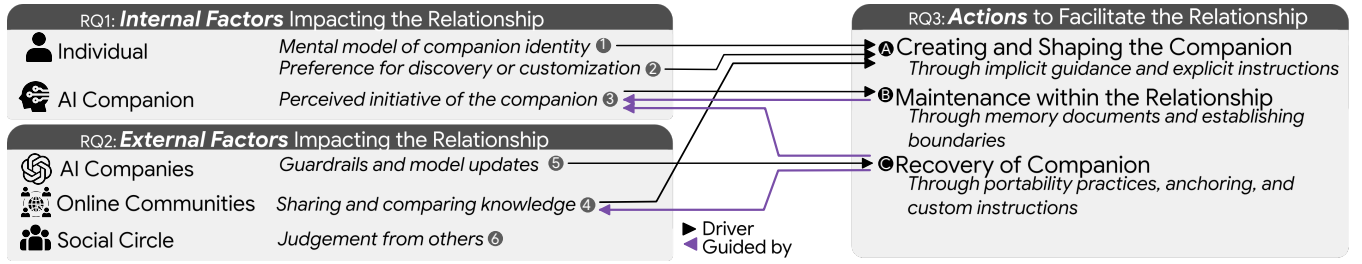 RQ1: Internal Factors Impacting the Relationship
Individual
Mental model of companion identity 1
Preference for discovery or customization 2
AI Companion
Perceived initiative of the companion 3
RQ2: External Factors Impacting the Relationship
AI Companies
Guardrails and model updates 5
Online Communities
Sharing and comparing knowledge 4
Social Circle
Judgement from others 6
Driver
Guided by
RQ3: Actions to Facilitate the Relationship
A Creating and Shaping the Companion
Through implicit guidance and explicit instructions
B Maintenance within the Relationship
Through memory documents and establishing
boundaries
C Recovery of Companion
Through portability practices, anchoring, and
custom instructions